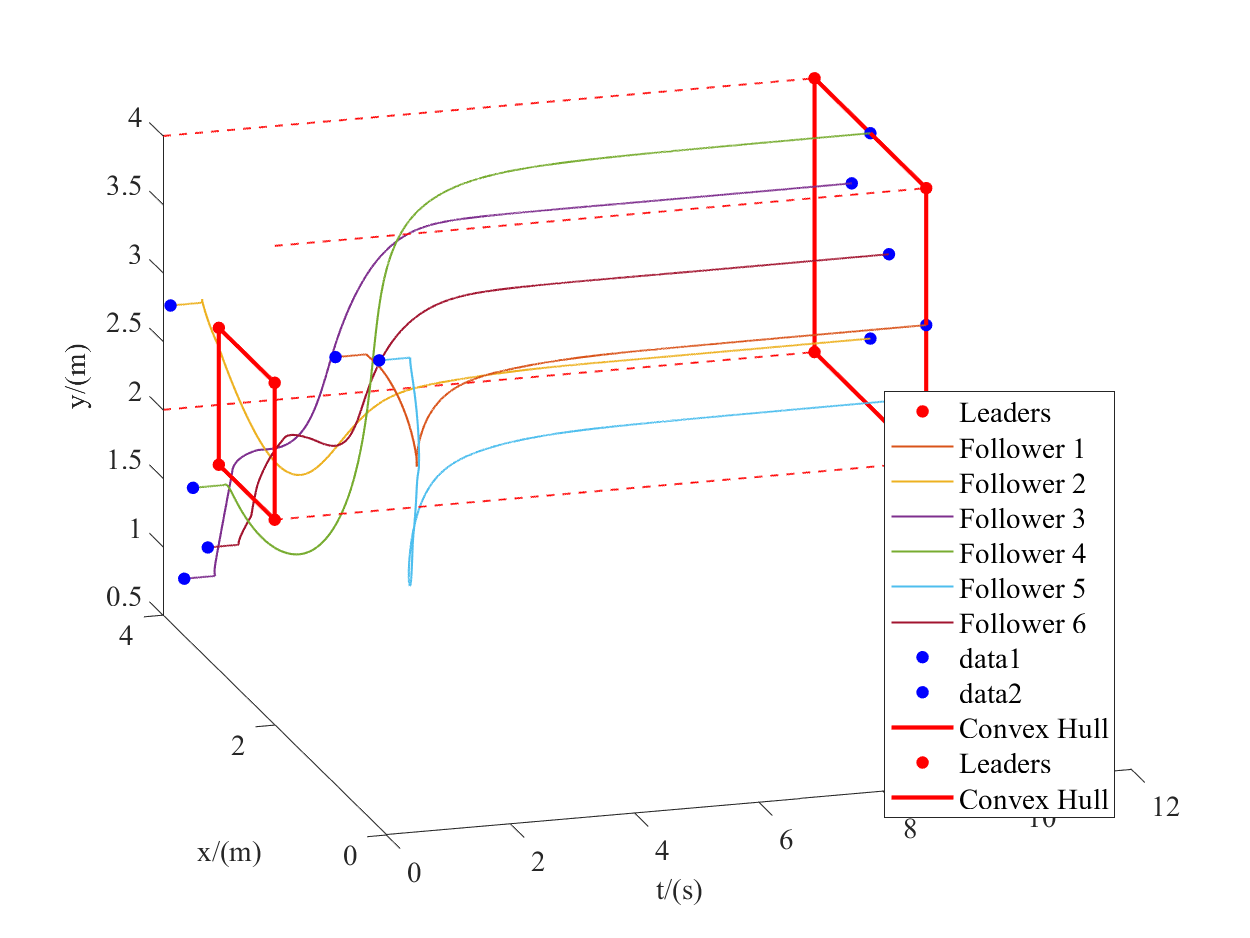 4
3.5
3
2.5
2
1.5
1
0.5
y/(m)
4
2
0
x/(m)
0
2
4
6
8
10
12
t/(s)
Leaders
Follower 1
Follower 2
Follower 3
Follower 4
Follower 5
Follower 6
data1
data2
Convex Hull
Leaders
Convex Hull